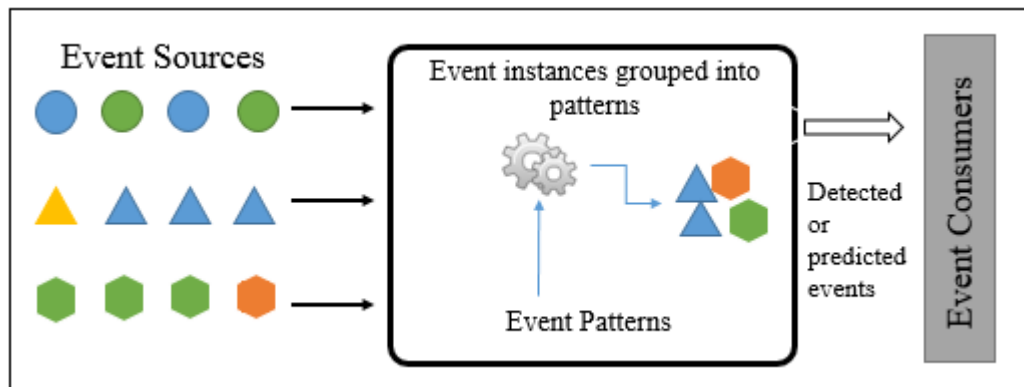 Event Sources
Event instances grouped into
patterns
Event Patterns
Detected
or
predicted
events
Event Consumers